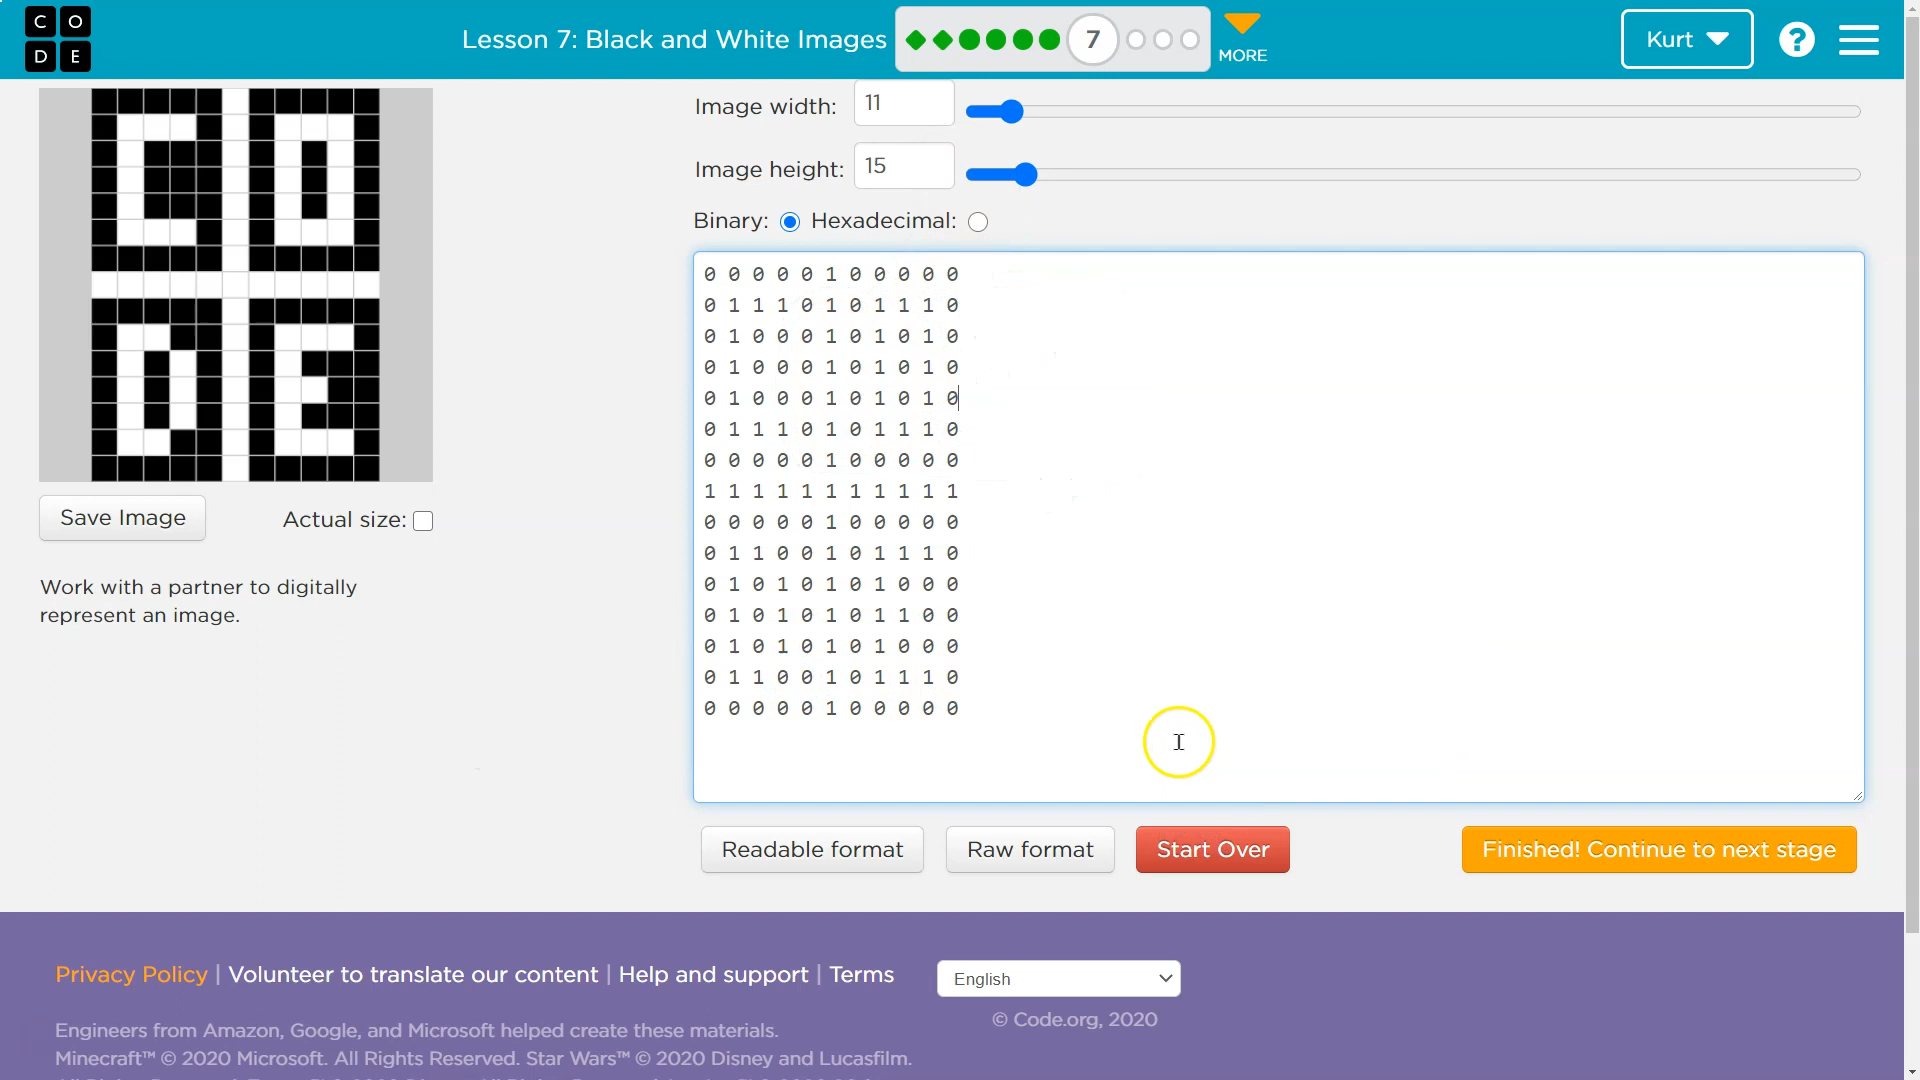 C O
D E
Lesson 7: Black and White Images
7
MORE
Kurt
?
Image width: 11
Image height: 15
Binary: Hexadecimal:
0 0 0 0 0 1 0 0 0 0 0
0 1 1 1 0 1 0 1 1 1 0
0 1 0 0 0 1 0 1 0 1 0
0 1 0 0 0 1 0 1 0 1 0
0 1 0 0 0 1 0 1 0 1 0
0 1 1 1 0 1 0 1 1 1 0
0 0 0 0 0 1 0 0 0 0 0
1 1 1 1 1 1 1 1 1 1 1
0 0 0 0 0 1 0 0 0 0 0
0 1 1 0 0 1 0 1 1 1 0
0 1 0 1 0 1 0 1 0 0 0
0 1 0 1 0 1 0 1 1 0 0
0 1 0 1 0 1 0 1 0 0 0
0 1 1 0 0 1 0 1 1 1 0
0 0 0 0 0 1 0 0 0 0 0
Save Image
Actual size:
Work with a partner to digitally
represent an image.
Readable format
Raw format
Start Over
Finished! Continue to next stage
Privacy Policy | Volunteer to translate our content | Help and support | Terms
English
© Code.org, 2020
Engineers from Amazon, Google, and Microsoft helped create these materials.
Minecraft™ © 2020 Microsoft. All Rights Reserved. Star Wars™ © 2020 Disney and Lucasfilm.